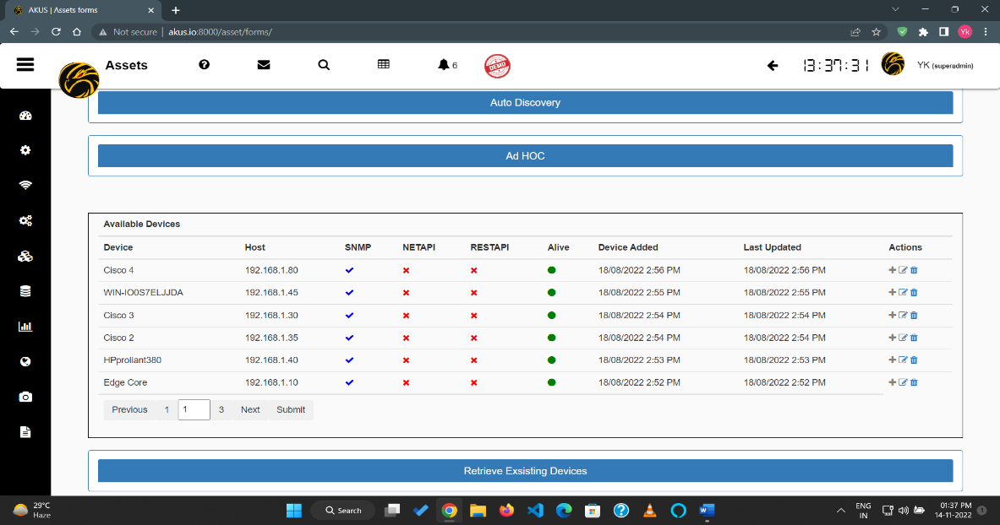 AKUS | Assets forms
Not secure | akus.io:8000/asset/forms/
Yk
Assets
6
DEMO
13:37:31
YK (superadmin)
Auto Discovery
Ad HOC
Available Devices
Device Host SNMP NETAPI RESTAPI Alive Device Added Last Updated Actions
Cisco 4 192.168.1.80 18/08/2022 2:56 PM 18/08/2022 2:56 PM
WIN-IO0S7ELJJDA 192.168.1.45 18/08/2022 2:55 PM 18/08/2022 2:55 PM
Cisco 3 192.168.1.30 18/08/2022 2:54 PM 18/08/2022 2:54 PM
Cisco 2 192.168.1.35 18/08/2022 2:54 PM 18/08/2022 2:54 PM
HPproliant380 192.168.1.40 18/08/2022 2:53 PM 18/08/2022 2:53 PM
Edge Core 192.168.1.10 18/08/2022 2:52 PM 18/08/2022 2:52 PM
Previous 1 1 3 Next Submit
Retrieve Exsisting Devices
29°C
Haze
Search
ENG
IN
01:37 PM
14-11-2022
1